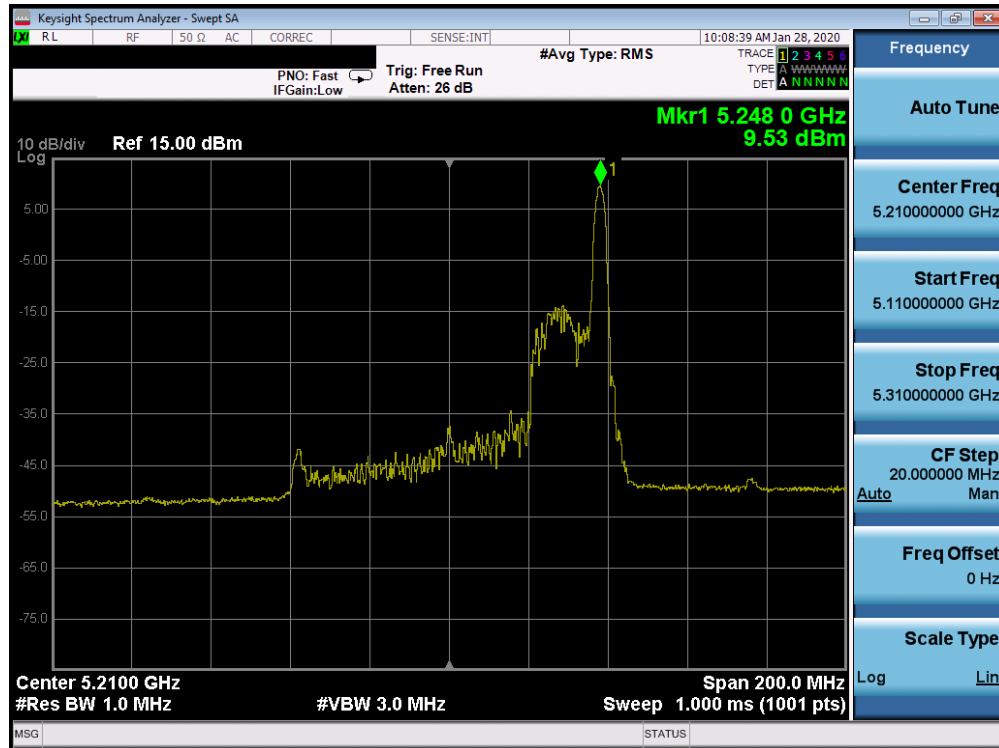 Keysight Spectrum Analyzer - Swept SA
LXI RL RF 50 Ω AC CORREC SENSE:INT 10:08:39 AM Jan 28, 2020
#Avg Type: RMS
TRACE 1 2 3 4 5 6
TYPE A WWWWW
DET A N N N N N
PNO: Fast
IFGain:Low
Trig: Free Run
Atten: 26 dB
Mkr1 5.248 0 GHz
9.53 dBm
10 dB/div Ref 15.00 dBm
Log
1
5.00
-5.00
-15.0
-25.0
-35.0
-45.0
-55.0
-65.0
-75.0
Center 5.2100 GHz Span 200.0 MHz
#Res BW 1.0 MHz #VBW 3.0 MHz Sweep 1.000 ms (1001 pts)
MSG STATUS
Frequency
Auto Tune
Center Freq
5.210000000 GHz
Start Freq
5.110000000 GHz
Stop Freq
5.310000000 GHz
CF Step
20.000000 MHz
Auto Man
Freq Offset
0 Hz
Scale Type
Log Lin